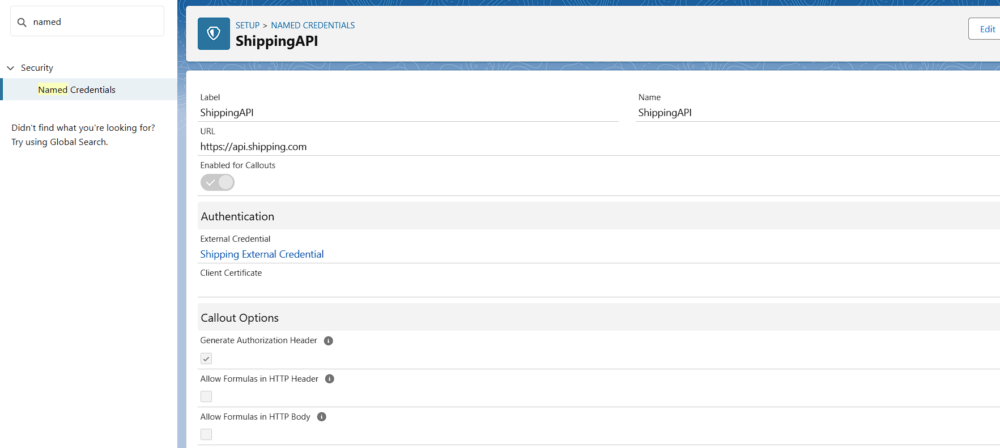 named
Security
Named Credentials
Didn't find what you're looking for?
Try using Global Search.
SETUP > NAMED CREDENTIALS
ShippingAPI
Edit
Label
ShippingAPI
Name
ShippingAPI
URL
https://api.shipping.com
Enabled for Callouts
Authentication
External Credential
Shipping External Credential
Client Certificate
Callout Options
Generate Authorization Header
Allow Formulas in HTTP Header
Allow Formulas in HTTP Body